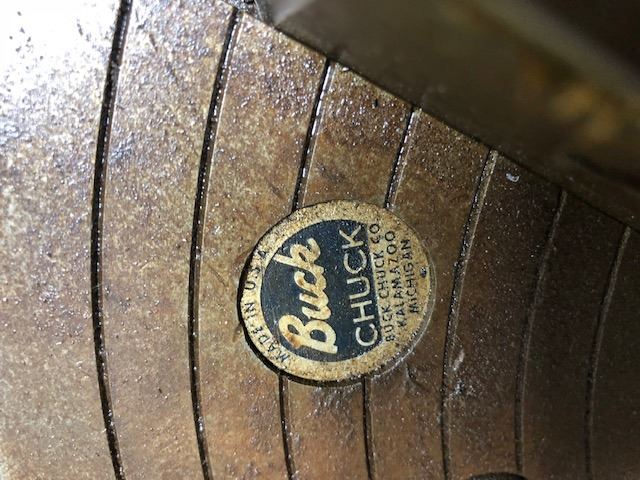 MADE IN U.S.A.
Buck
CHUCK
BUCK CHUCK CO.
KALAMAZOO
MICHIGAN